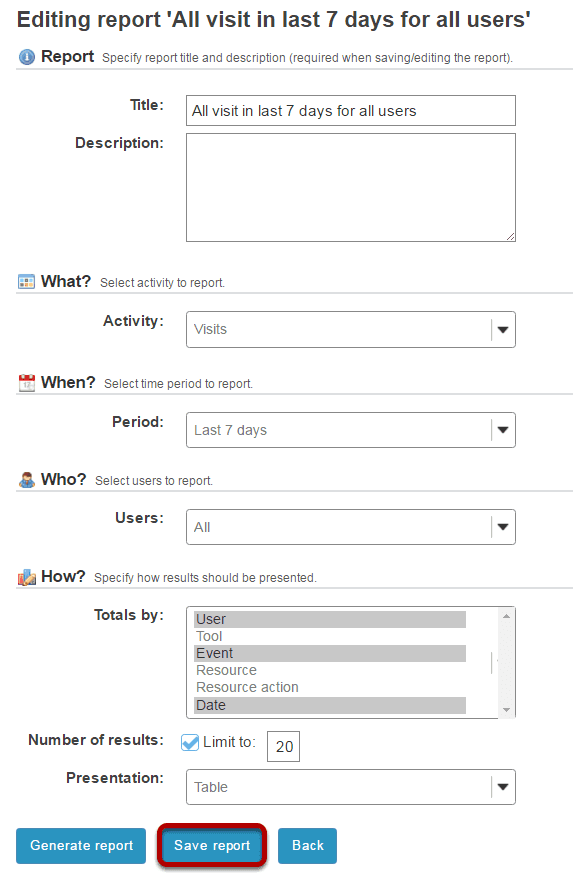 Editing report 'All visit in last 7 days for all users'
Report Specify report title and description (required when saving/editing the report).
Title: All visit in last 7 days for all users
Description:
What? Select activity to report.
Activity: Visits
When? Select time period to report.
Period: Last 7 days
Who? Select users to report.
Users: All
How? Specify how results should be presented.
Totals by: User
Tool
Event
Resource
Resource action
Date
Number of results: Limit to: 20
Presentation: Table
Generate report Save report Back